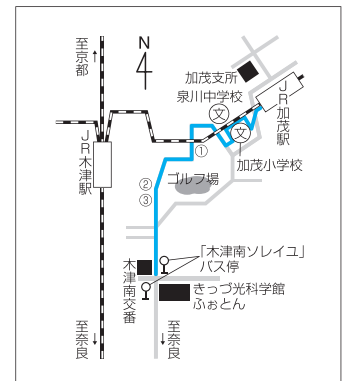 至京都
N
加茂支所
泉川中学校
文
文
JR加茂駅
①
加茂小学校
JR木津駅
ゴルフ場
②
③
「木津南ソレイユ」
バス停
木津南交番
きっづ光科学館
ふぉとん
至奈良
至奈良